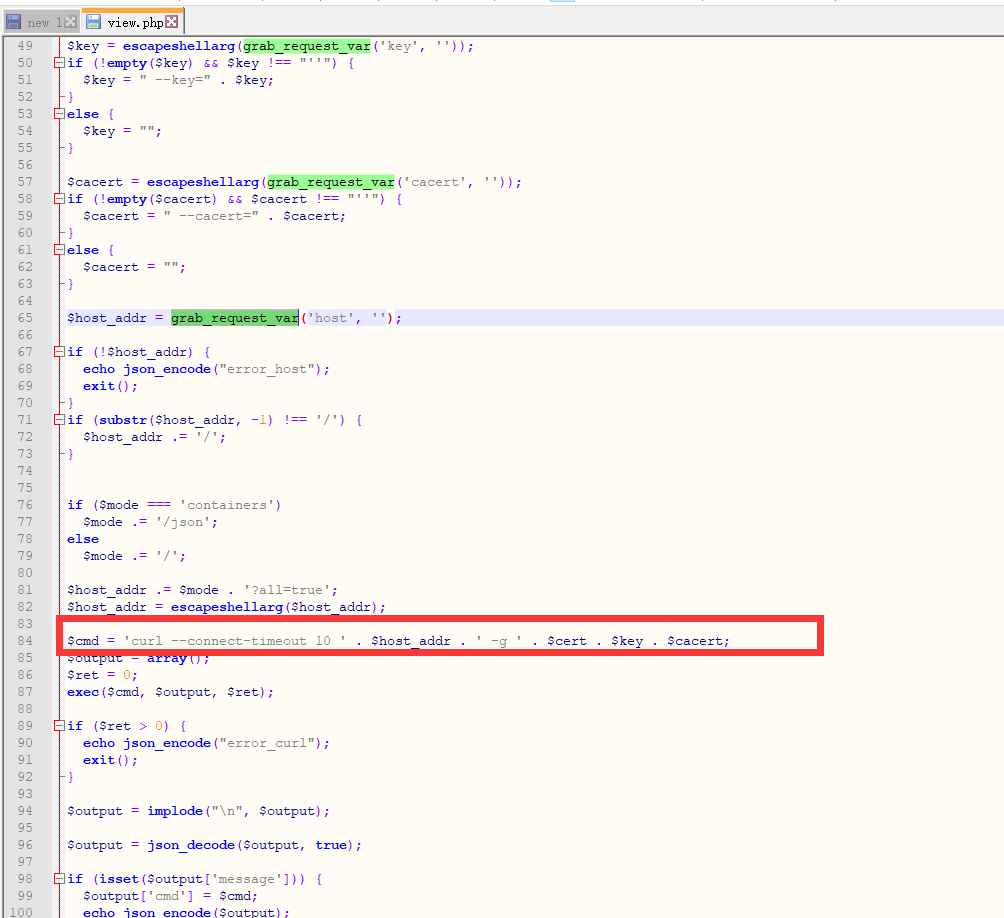 new 1
view.php
49 $key = escapeshellarg(grab_request_var('key', ''));
50 if (!empty($key) && $key !== "''") {
51 $key = " --key=" . $key;
52 }
53 else {
54 $key = "";
55 }
56
57 $cacert = escapeshellarg(grab_request_var('cacert', ''));
58 if (!empty($cacert) && $cacert !== "''") {
59 $cacert = " --cacert=" . $cacert;
60 }
61 else {
62 $cacert = "";
63 }
64
65 $host_addr = grab_request_var('host', '');
66
67 if (!$host_addr) {
68 echo json_encode("error_host");
69 exit();
70 }
71 if (substr($host_addr, -1) !== '/') {
72 $host_addr .= '/';
73 }
74
75
76 if ($mode === 'containers')
77 $mode .= '/json';
78 else
79 $mode .= '/';
80
81 $host_addr .= $mode . '?all=true';
82 $host_addr = escapeshellarg($host_addr);
83
84 $cmd = 'curl --connect-timeout 10 ' . $host_addr . ' -g ' . $cert . $key . $cacert;
85 $output = array();
86 $ret = 0;
87 exec($cmd, $output, $ret);
88
89 if ($ret > 0) {
90 echo json_encode("error_curl");
91 exit();
92 }
93
94 $output = implode("\n", $output);
95
96 $output = json_decode($output, true);
97
98 if (isset($output['message'])) {
99 $output['cmd'] = $cmd;
100 echo json_encode($output);